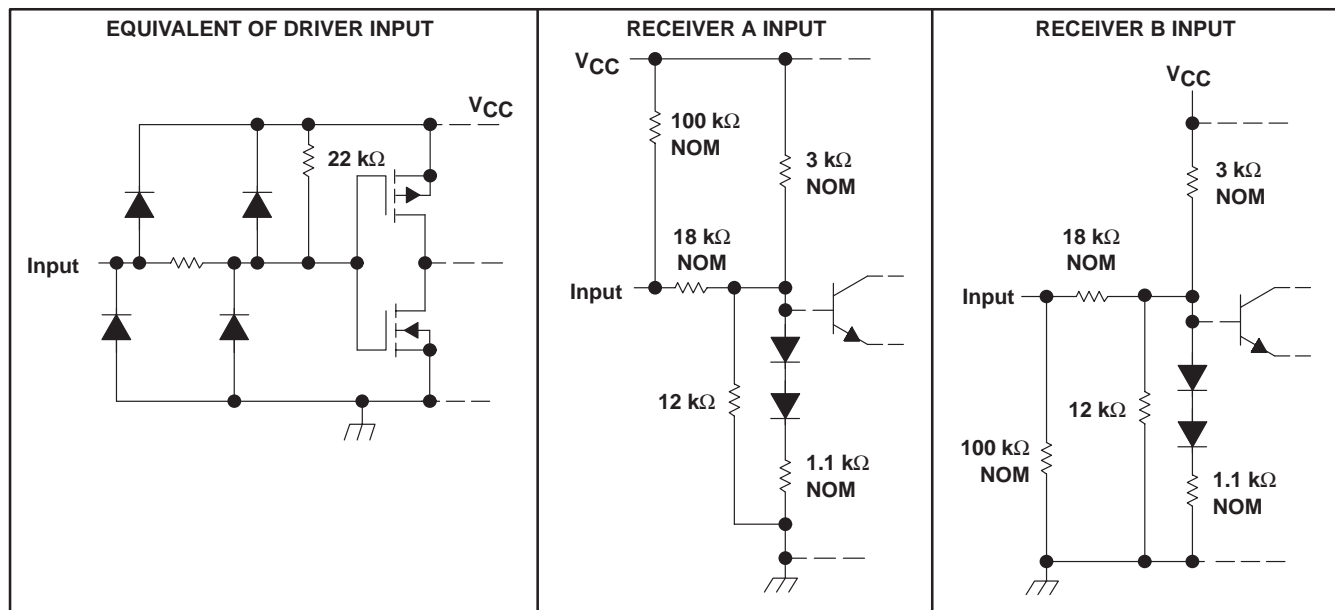 EQUIVALENT OF DRIVER INPUT
VCC
22 kΩ
Input
RECEIVER A INPUT
VCC
100 kΩ
NOM
3 kΩ
NOM
18 kΩ
NOM
Input
12 kΩ
1.1 kΩ
NOM
RECEIVER B INPUT
VCC
3 kΩ
NOM
18 kΩ
NOM
Input
12 kΩ
100 kΩ
NOM
1.1 kΩ
NOM